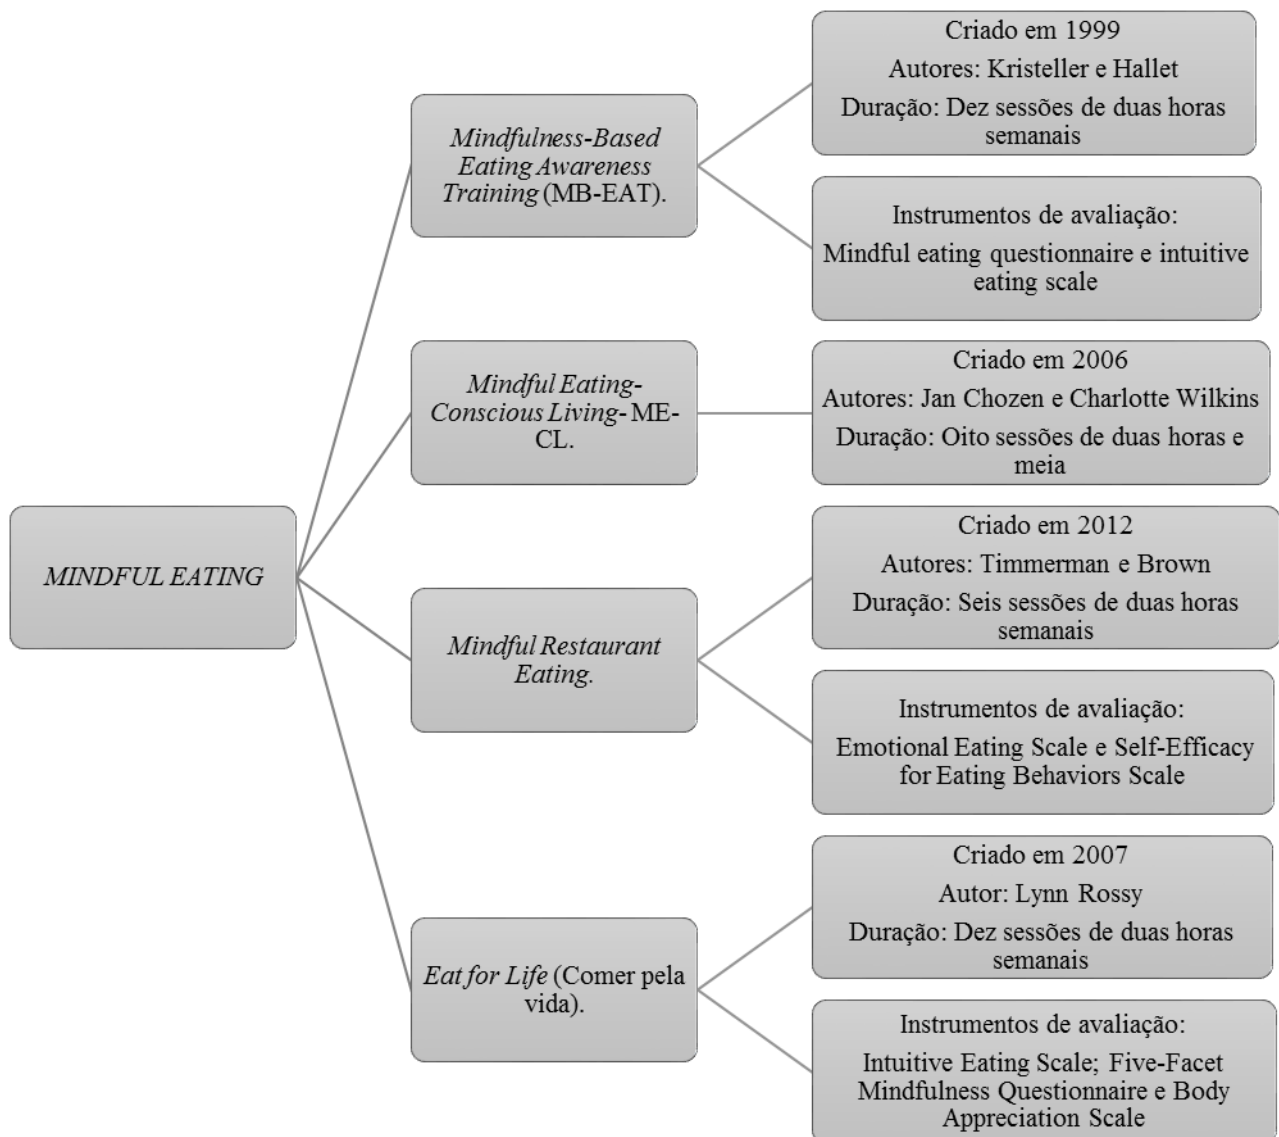 MINDFUL EATING
Mindfulness-Based
Eating Awareness
Training (MB-EAT).
Criado em 1999
Autores: Kristeller e Hallet
Duração: Dez sessões de duas horas
semanais
Instrumentos de avaliação:
Mindful eating questionnaire e intuitive
eating scale
Mindful Eating-
Conscious Living- ME-
CL.
Criado em 2006
Autores: Jan Chozen e Charlotte Wilkins
Duração: Oito sessões de duas horas e
meia
Mindful Restaurant
Eating.
Criado em 2012
Autores: Timmerman e Brown
Duração: Seis sessões de duas horas
semanais
Instrumentos de avaliação:
Emotional Eating Scale e Self-Efficacy
for Eating Behaviors Scale
Eat for Life (Comer pela
vida).
Criado em 2007
Autor: Lynn Rossy
Duração: Dez sessões de duas horas
semanais
Instrumentos de avaliação:
Intuitive Eating Scale; Five-Facet
Mindfulness Questionnaire e Body
Appreciation Scale